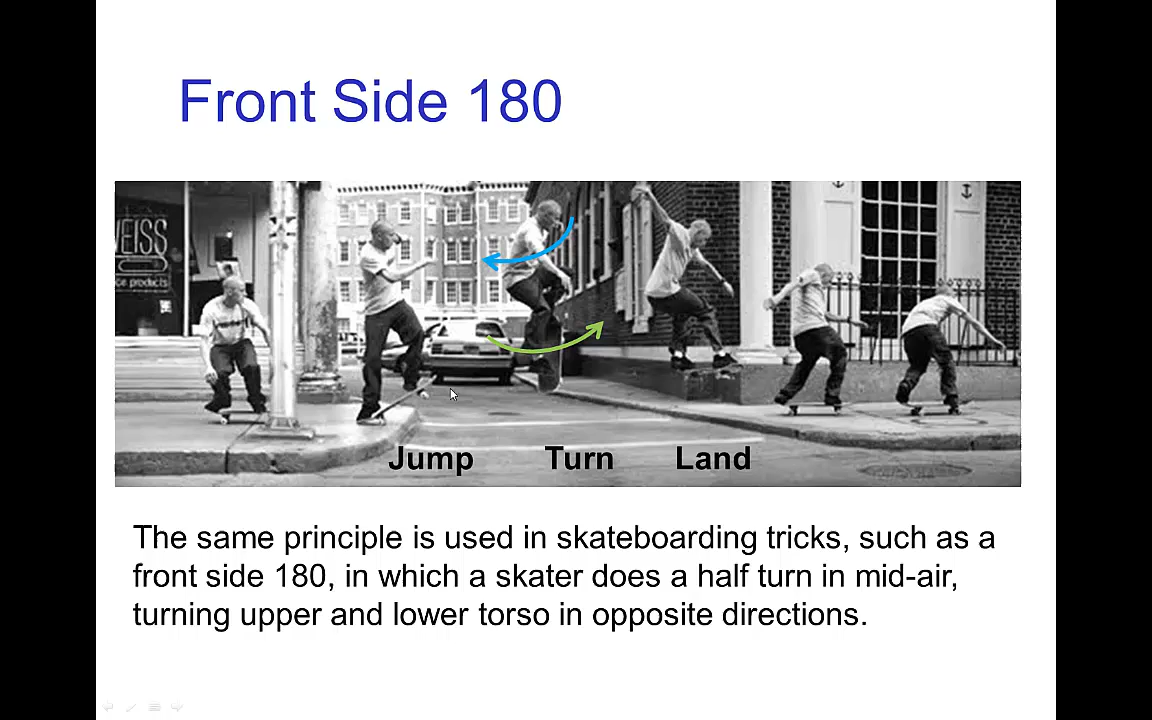 Front Side 180
WEISS
ce products
Jump Turn Land
The same principle is used in skateboarding tricks, such as a
front side 180, in which a skater does a half turn in mid-air,
turning upper and lower torso in opposite directions.